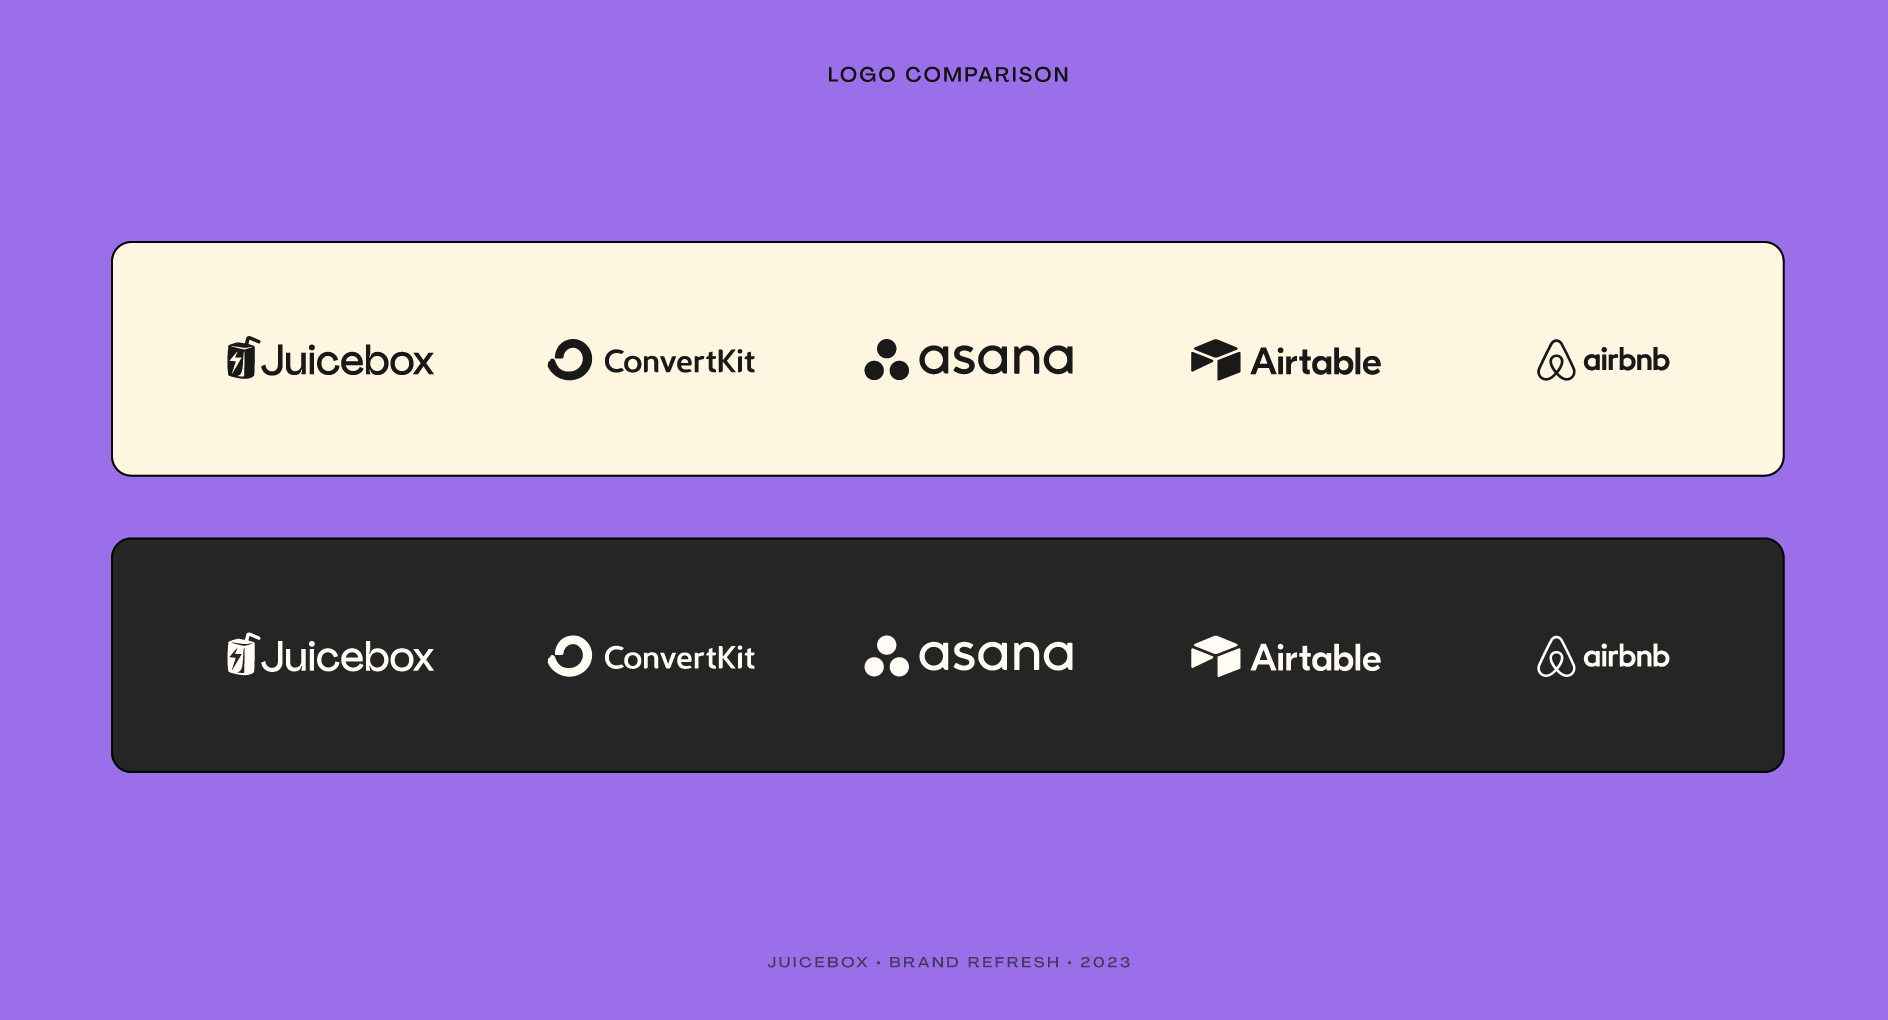 LOGO COMPARISON
Juicebox ConvertKit asana Airtable airbnb
Juicebox ConvertKit asana Airtable airbnb
JUICEBOX • BRAND REFRESH • 2023